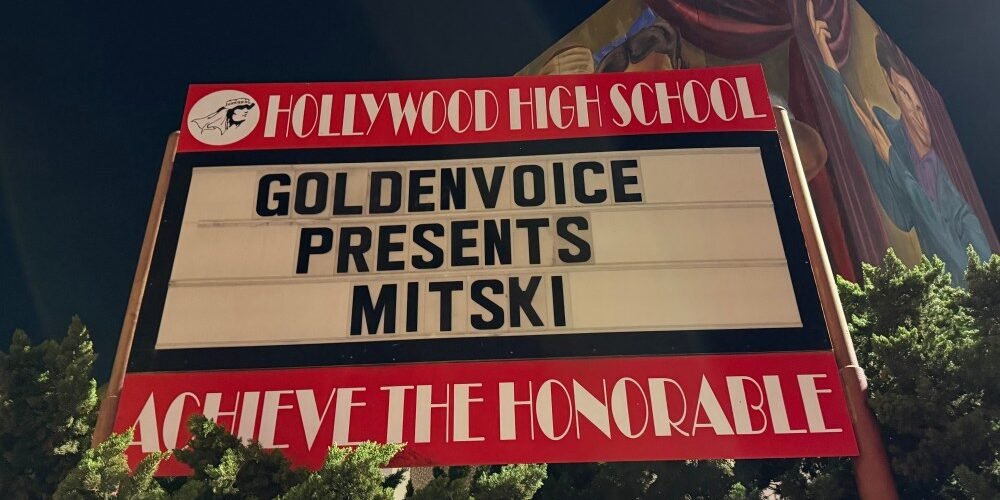 HOLLYWOOD HIGH SCHOOL
GOLDENVOICE
PRESENTS
MITSKI
ACHIEVE THE HONORABLE